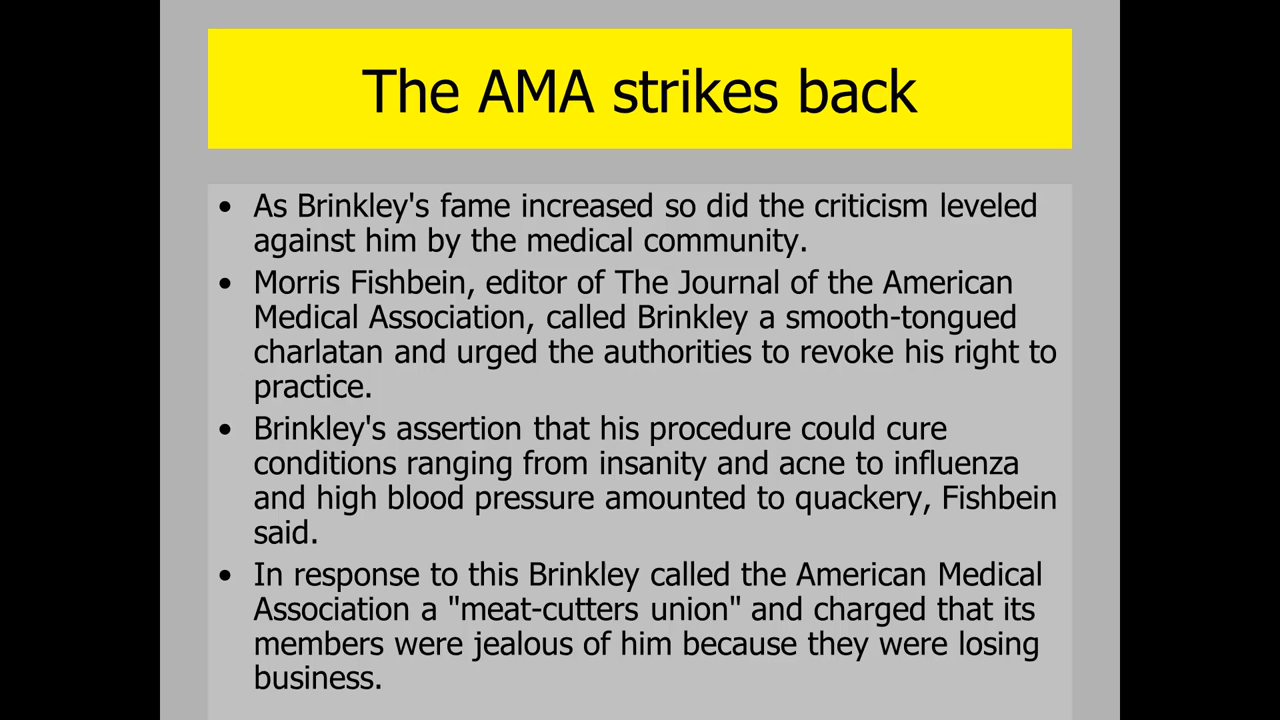 The AMA strikes back
• As Brinkley's fame increased so did the criticism leveled
against him by the medical community.
• Morris Fishbein, editor of The Journal of the American
Medical Association, called Brinkley a smooth-tongued
charlatan and urged the authorities to revoke his right to
practice.
• Brinkley's assertion that his procedure could cure
conditions ranging from insanity and acne to influenza
and high blood pressure amounted to quackery, Fishbein
said.
• In response to this Brinkley called the American Medical
Association a "meat-cutters union" and charged that its
members were jealous of him because they were losing
business.